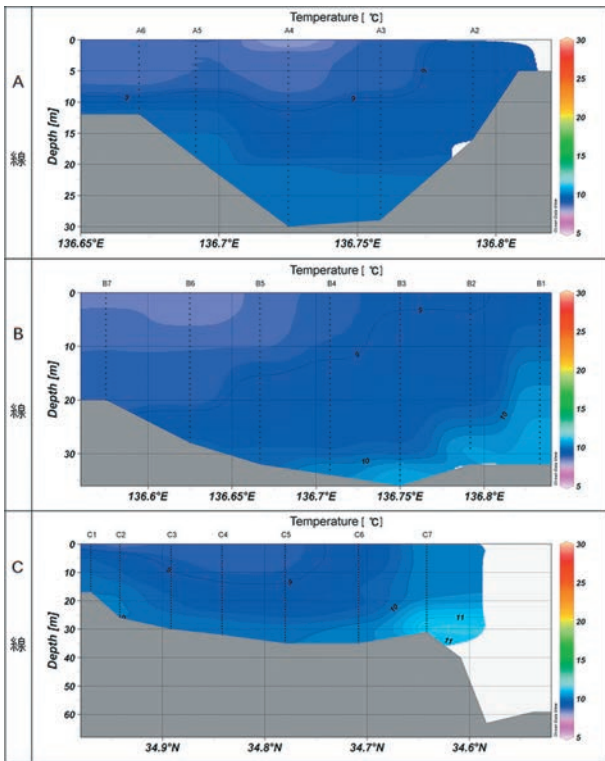 A
線
Temperature [ ℃]
A6 A5 A4 A3 A2
Depth [m]
0
5
10
15
20
25
30
9
9
9
136.65°E 136.7°E 136.75°E 136.8°E
30
25
20
15
10
5
B
線
Temperature [ ℃]
B7 B6 B5 B4 B3 B2 B1
Depth [m]
0
10
20
30
9
9
10
10
136.6°E 136.65°E 136.7°E 136.75°E 136.8°E
30
25
20
15
10
5
C
線
Temperature [ ℃]
C1 C2 C3 C4 C5 C6 C7
Depth [m]
0
10
20
30
40
50
60
9
9
10
11
11
34.9°N 34.8°N 34.7°N 34.6°N
30
25
20
15
10
5